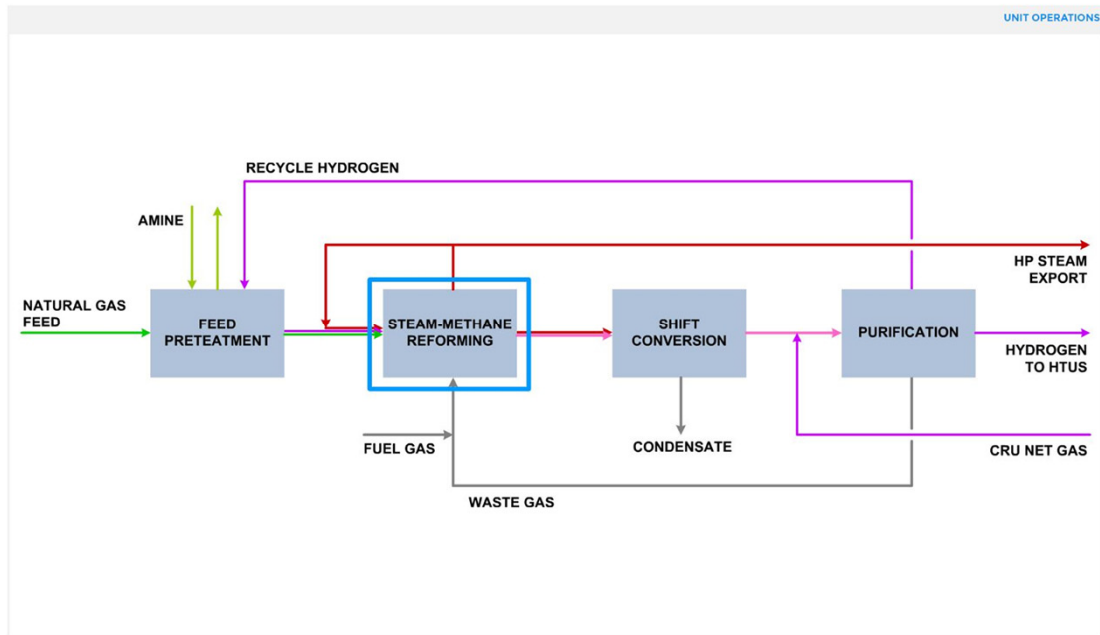 UNIT OPERATIONS
RECYCLE HYDROGEN
AMINE
HP STEAM
EXPORT
NATURAL GAS
FEED
FEED
PRETEATMENT
STEAM-METHANE
REFORMING
SHIFT
CONVERSION
PURIFICATION
HYDROGEN
TO HTUS
FUEL GAS
CONDENSATE
CRU NET GAS
WASTE GAS